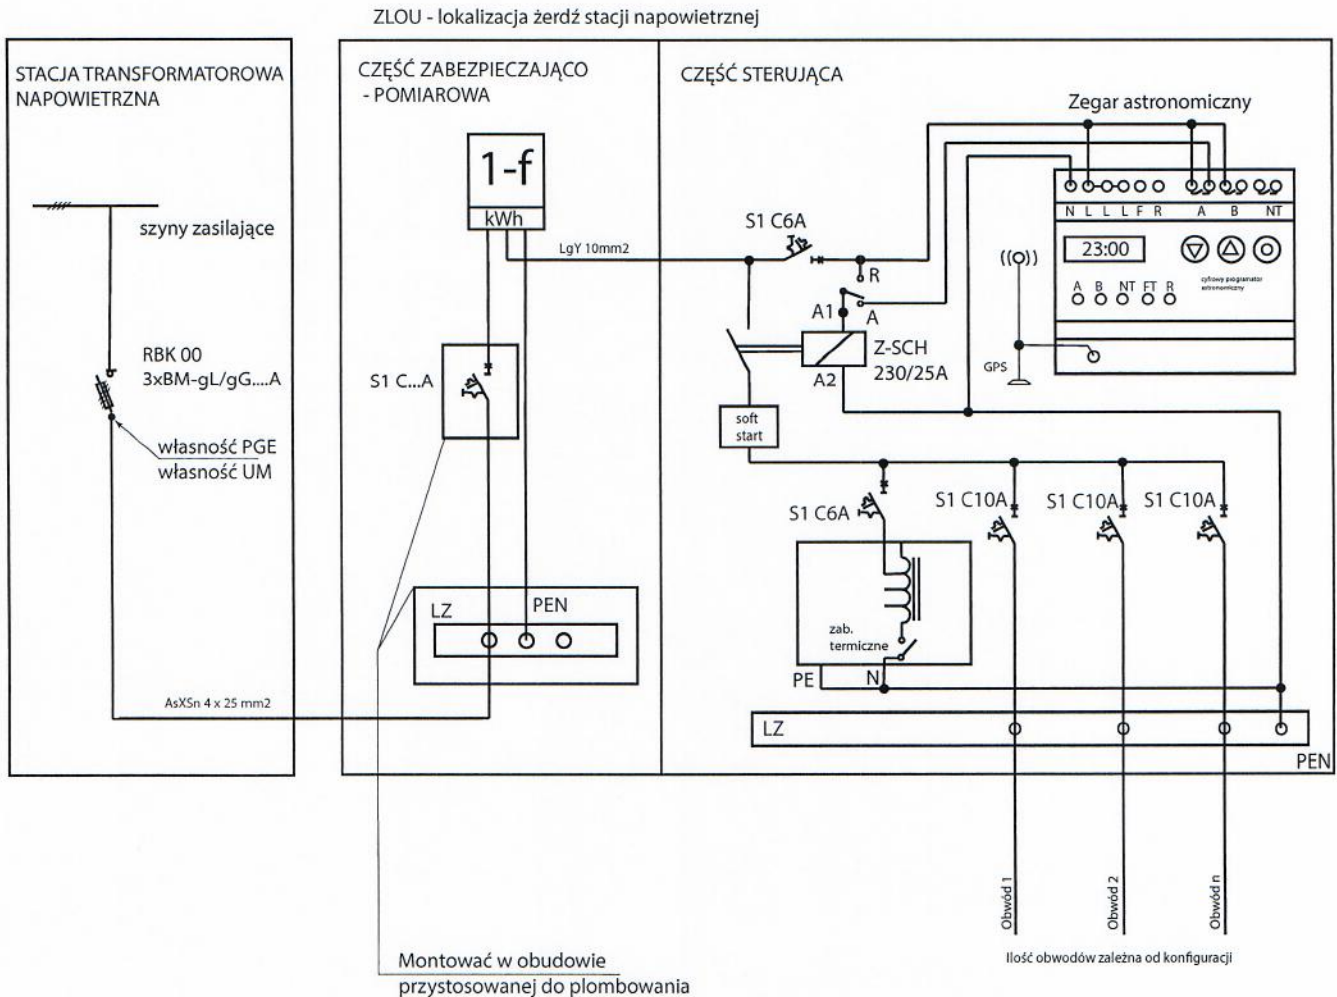 ZLOU - lokalizacja żerdź stacji napowietrznej
STACJA TRANSFORMATOROWA
NAPOWIETRZNA
szyny zasilające
RBK 00
3xBM-gL/gG....A
własność PGE
własność UM
AsXSn 4 x 25 mm2
CZĘŚĆ ZABEZPIECZAJĄCO
- POMIAROWA
1-f
kWh
LgY 10mm2
S1 C...A
LZ
PEN
Montować w obudowie
przystosowanej do plombowania
CZĘŚĆ STERUJĄCA
Zegar astronomiczny
N L L L F R A B NT
23:00
cyfrowy programator
astronomiczny
A B NT FT R
((o))
GPS
S1 C6A
R
A1
A
Z-SCH
230/25A
A2
soft
start
S1 C6A
S1 C10A
S1 C10A
S1 C10A
zab.
termiczne
PE
N
LZ
PEN
Obwód 1
Obwód 2
Obwód n
Ilość obwodów zależna od konfiguracji